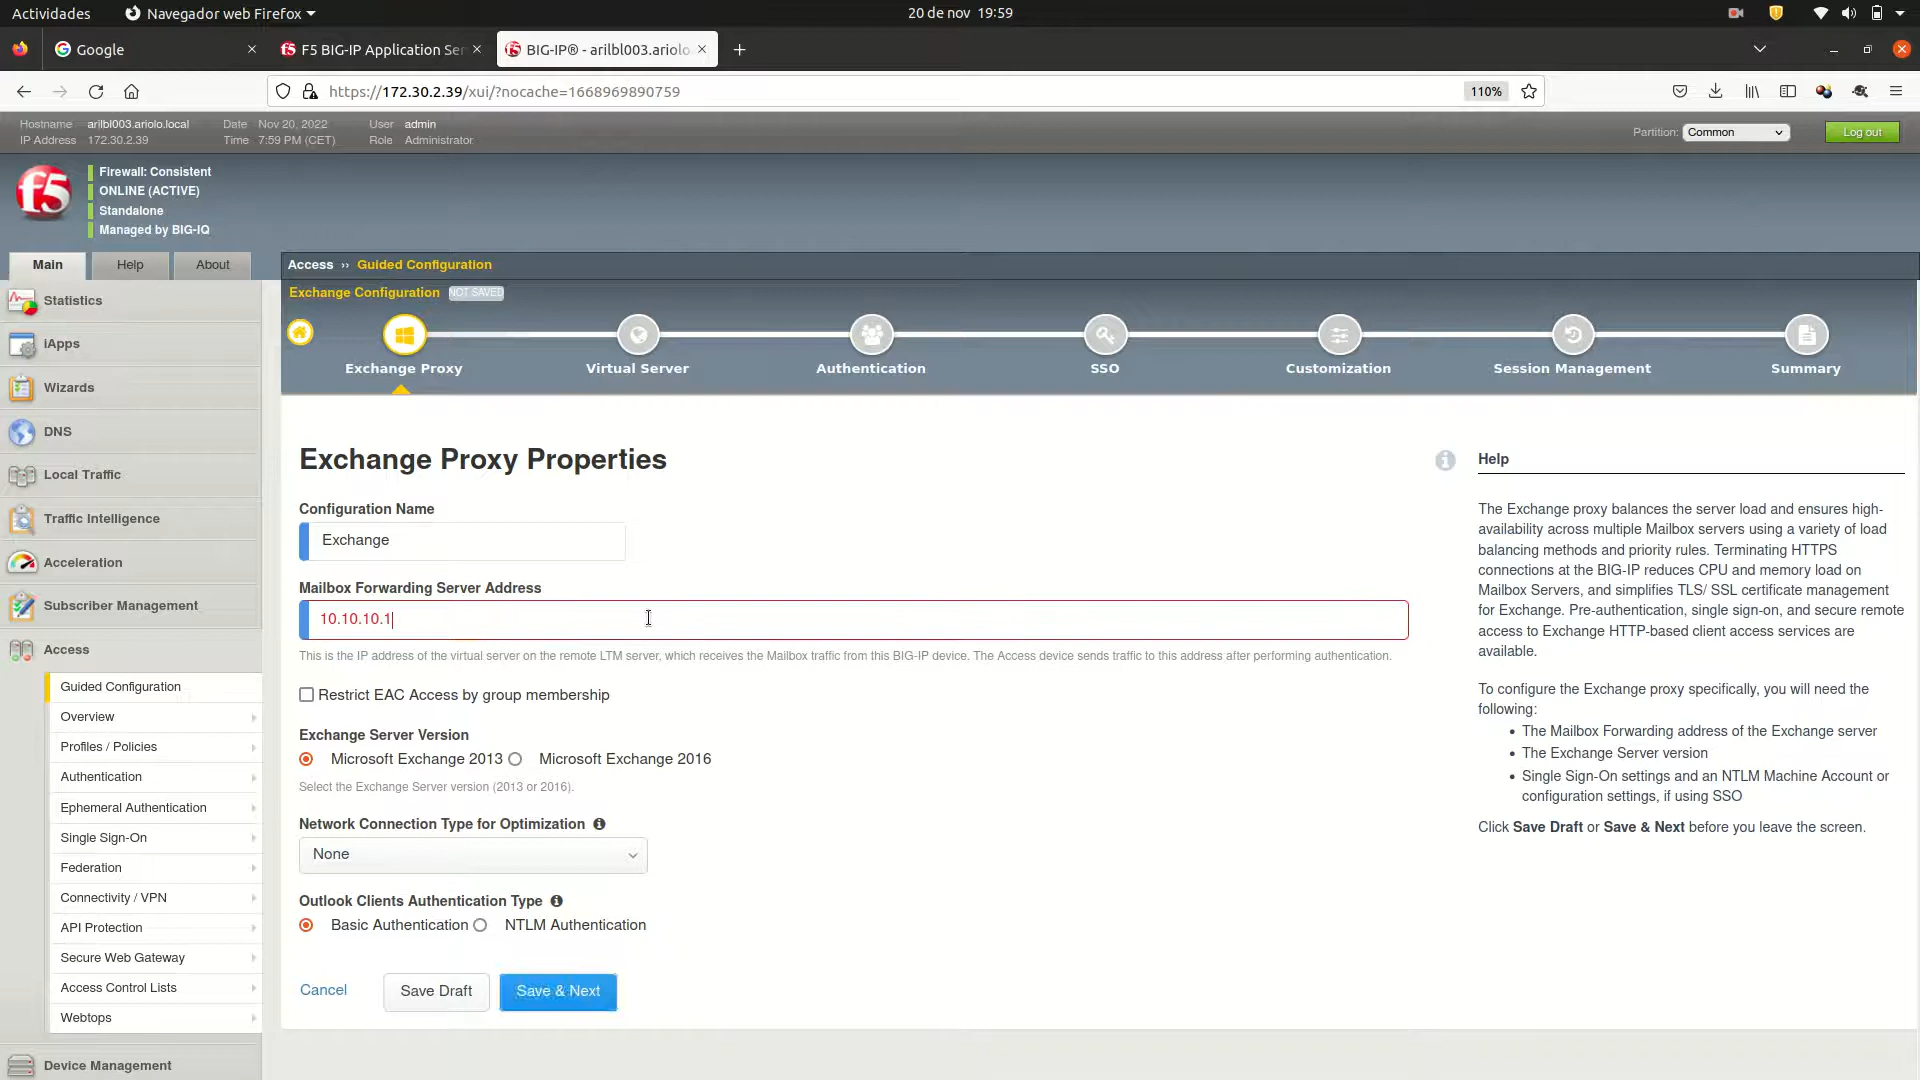 Actividades
Navegador web Firefox
20 de nov 19:59
Google
F5 BIG-IP Application Ser
BIG-IP® - arilbl003.ariolo
https://172.30.2.39/xui/?nocache=1668969890759
110%
Hostname arilbl003.ariolo.local
IP Address 172.30.2.39
Date Nov 20, 2022
Time 7:59 PM (CET)
User admin
Role Administrator
Partition: Common
Log out
f5
Firewall: Consistent
ONLINE (ACTIVE)
Standalone
Managed by BIG-IQ
Main
Help
About
Access ›› Guided Configuration
Exchange Configuration NOT SAVED
Exchange Proxy
Virtual Server
Authentication
SSO
Customization
Session Management
Summary
Statistics
iApps
Wizards
DNS
Local Traffic
Traffic Intelligence
Acceleration
Subscriber Management
Access
Guided Configuration
Overview
Profiles / Policies
Authentication
Ephemeral Authentication
Single Sign-On
Federation
Connectivity / VPN
API Protection
Secure Web Gateway
Access Control Lists
Webtops
Device Management
Exchange Proxy Properties
Configuration Name
Exchange
Mailbox Forwarding Server Address
10.10.10.1
This is the IP address of the virtual server on the remote LTM server, which receives the Mailbox traffic from this BIG-IP device. The Access device sends traffic to this address after performing authentication.
Restrict EAC Access by group membership
Exchange Server Version
Microsoft Exchange 2013
Microsoft Exchange 2016
Select the Exchange Server version (2013 or 2016).
Network Connection Type for Optimization
None
Outlook Clients Authentication Type
Basic Authentication
NTLM Authentication
Cancel
Save Draft
Save & Next
Help
The Exchange proxy balances the server load and ensures high-
availability across multiple Mailbox servers using a variety of load
balancing methods and priority rules. Terminating HTTPS
connections at the BIG-IP reduces CPU and memory load on
Mailbox Servers, and simplifies TLS/ SSL certificate management
for Exchange. Pre-authentication, single sign-on, and secure remote
access to Exchange HTTP-based client access services are
available.
To configure the Exchange proxy specifically, you will need the
following:
• The Mailbox Forwarding address of the Exchange server
• The Exchange Server version
• Single Sign-On settings and an NTLM Machine Account or
configuration settings, if using SSO
Click Save Draft or Save & Next before you leave the screen.